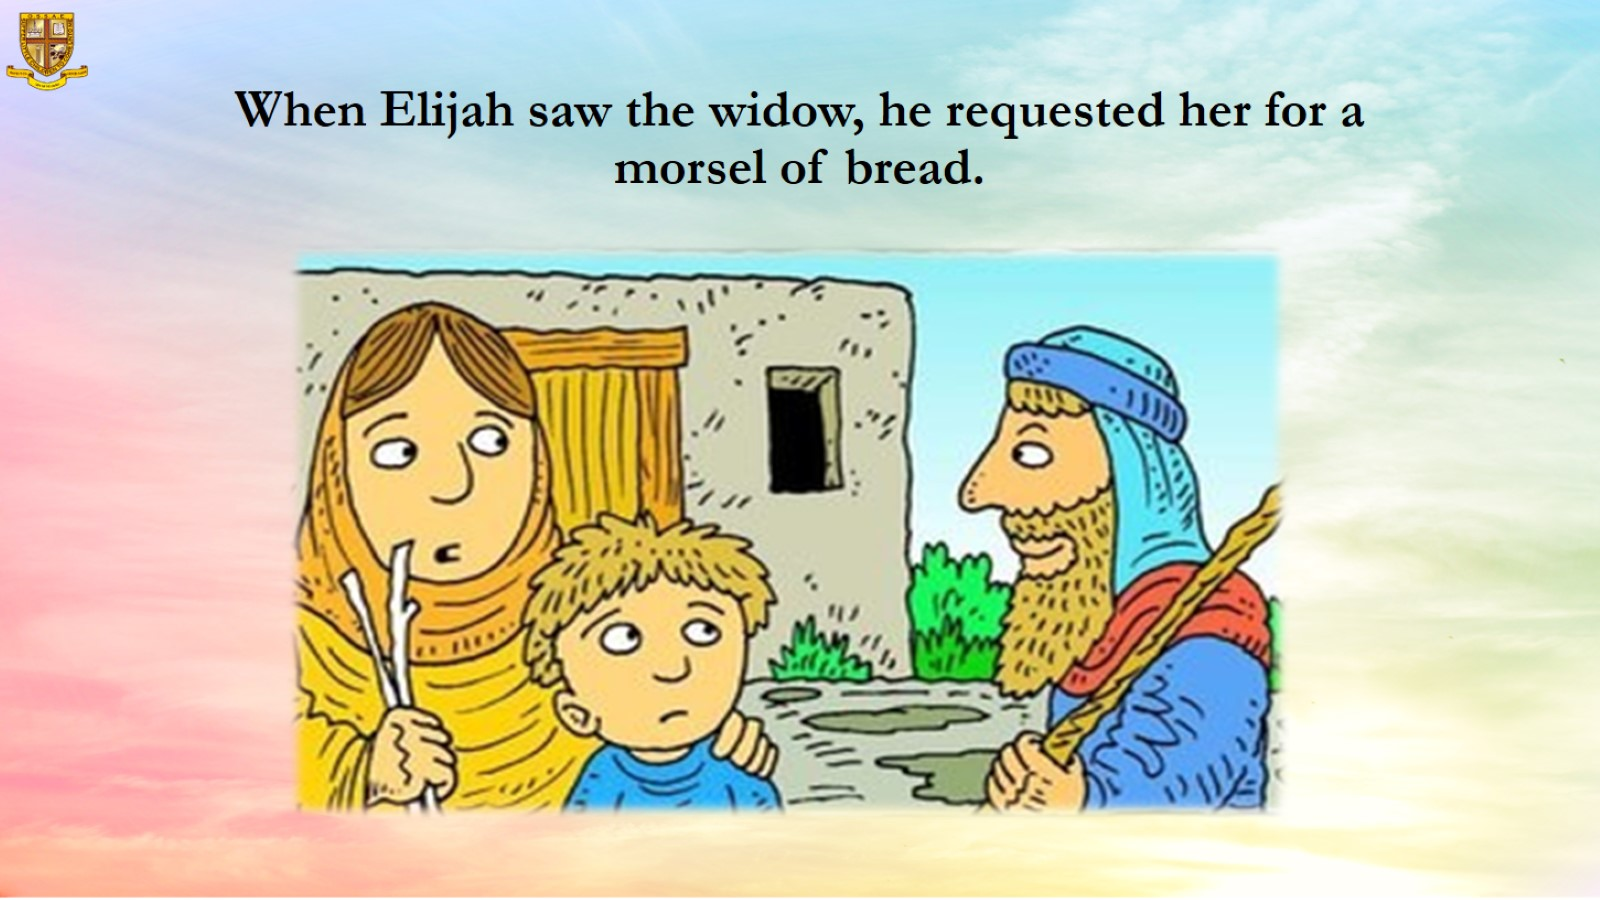 O.S.S.A.E
When Elijah saw the widow, he requested her for a
morsel of bread.